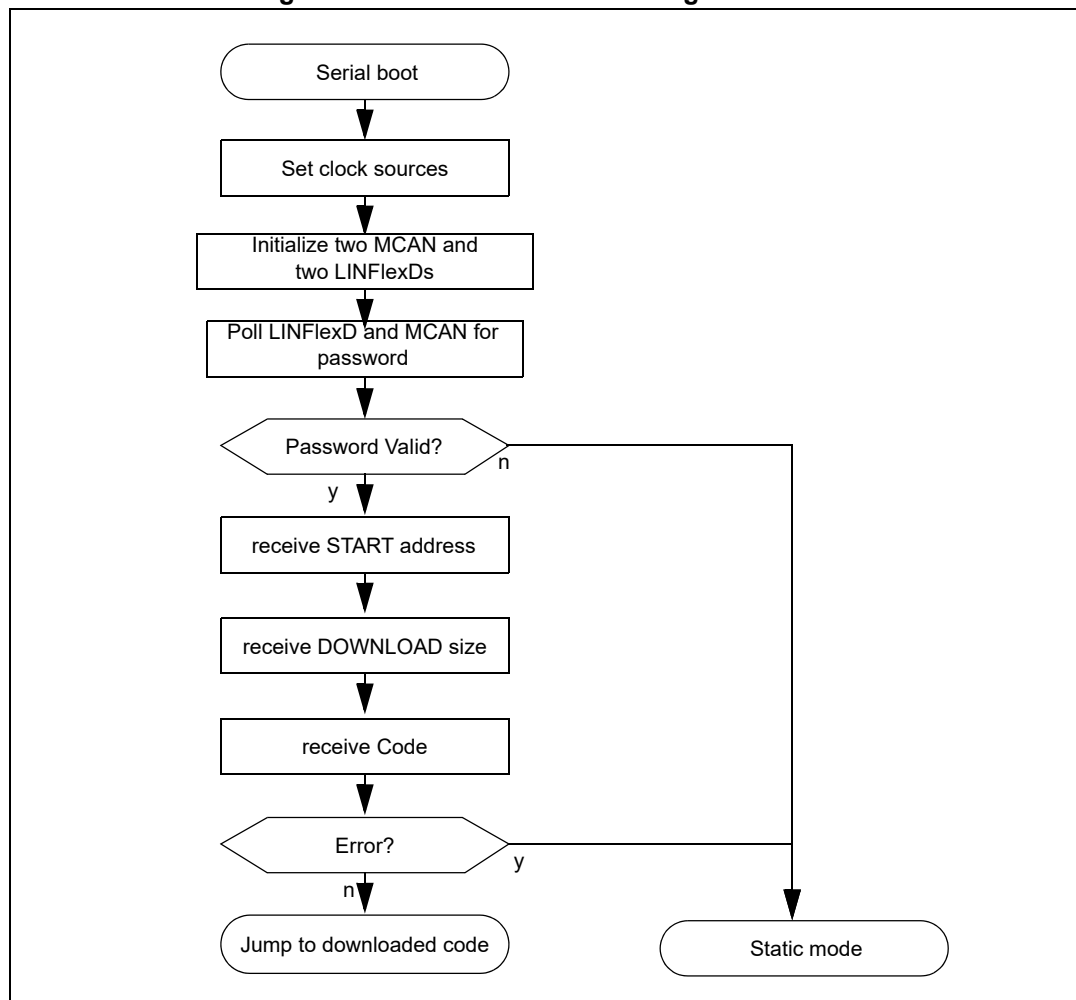 Serial boot
Set clock sources
Initialize two MCAN and
two LINFlexDs
Poll LINFlexD and MCAN for
password
Password Valid?
n
y
receive START address
receive DOWNLOAD size
receive Code
Error?
y
n
Jump to downloaded code
Static mode